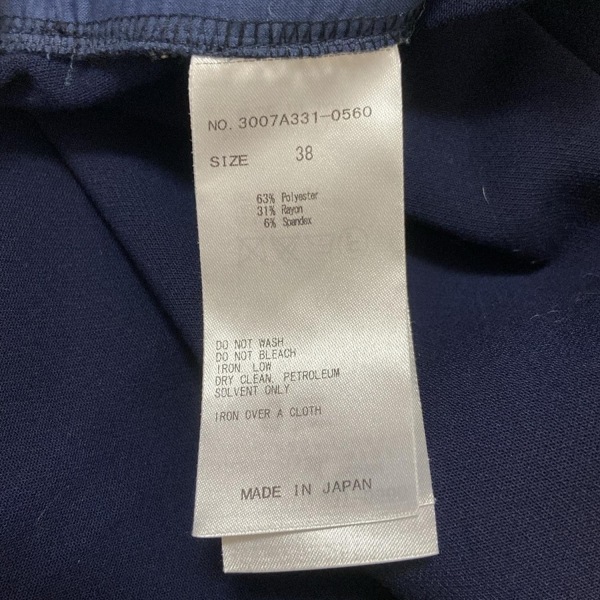 NO. 3007A331-0560
SIZE 38
63% Polyester
31% Rayon
6% Spandex
DO NOT WASH
DO NOT BLEACH
IRON LOW
DRY CLEAN, PETROLEUM
SOLVENT ONLY
IRON OVER A CLOTH
MADE IN JAPAN